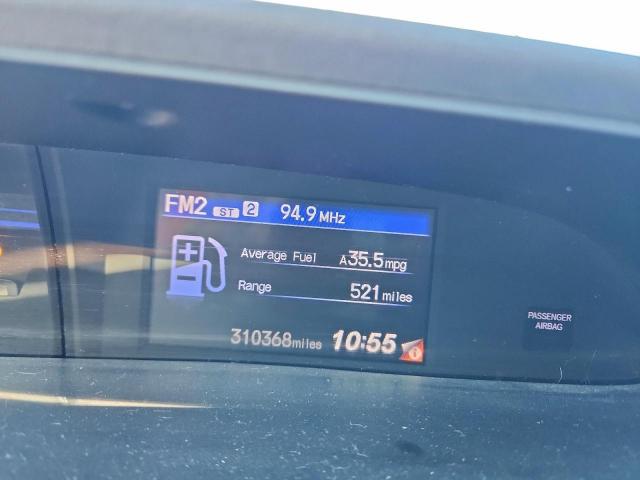 FM2 ST 2 94.9 MHz
Average Fuel A35.5mpg
Range 521 miles
310368miles 10:55
PASSENGER
AIRBAG